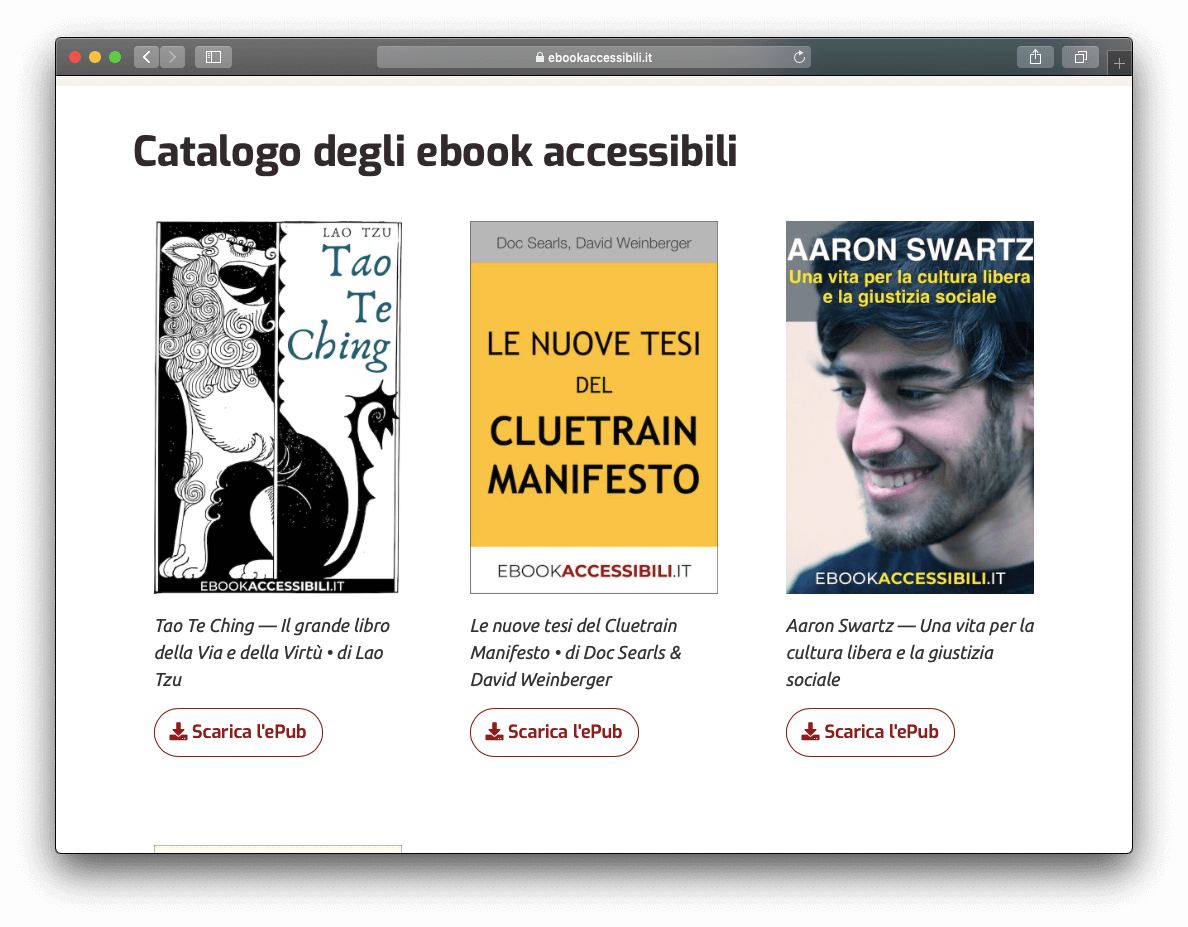 ebookaccessibili.it
Catalogo degli ebook accessibili
LAO TZU
Tao
Te
Ching
EBOOKACCESSIBILI.IT
Tao Te Ching — Il grande libro
della Via e della Virtù • di Lao
Tzu
Scarica l'ePub
Doc Searls, David Weinberger
LE NUOVE TESI
DEL
CLUETRAIN
MANIFESTO
EBOOKACCESSIBILI.IT
Le nuove tesi del Cluetrain
Manifesto • di Doc Searls &
David Weinberger
Scarica l'ePub
AARON SWARTZ
Una vita per la cultura libera
e la giustizia sociale
EBOOKACCESSIBILI.IT
Aaron Swartz — Una vita per la
cultura libera e la giustizia
sociale
Scarica l'ePub